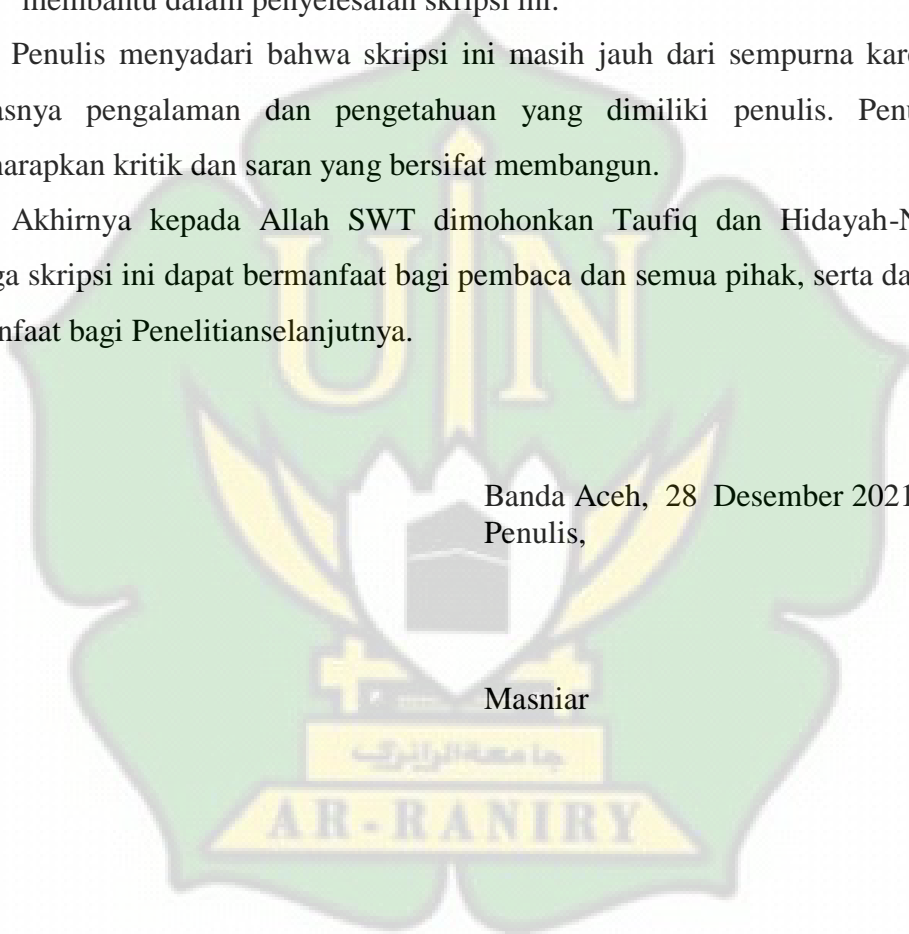 membantu dalam penyelesaian skripsi ini.
Penulis menyadari bahwa skripsi ini masih jauh dari sempurna kar
asnya pengalaman dan pengetahuan yang dimiliki penulis. Pen
harapkan kritik dan saran yang bersifat membangun.
Akhirnya kepada Allah SWT dimohonkan Taufiq dan Hidayah-N
ga skripsi ini dapat bermanfaat bagi pembaca dan semua pihak, serta da
nfaat bagi Penelitianselanjutnya.
UIN
Banda Aceh, 28 Desember 2021
Penulis,
Masniar
جامعة الرانري
AR-RANIRY